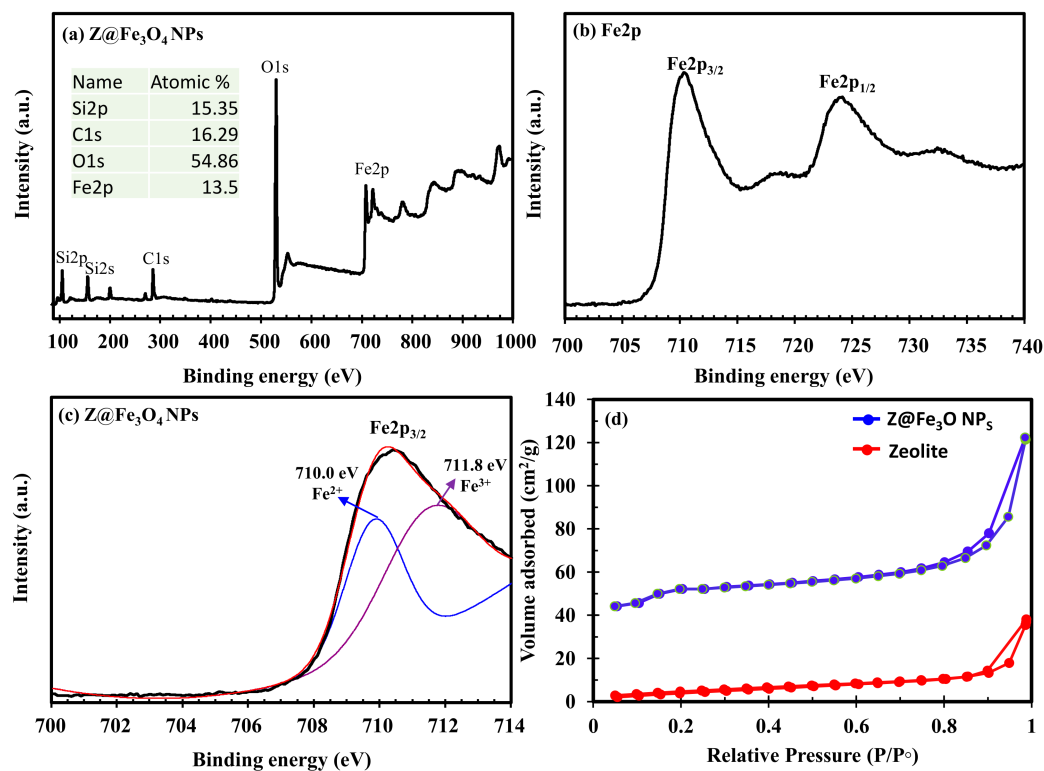 (a) Z@Fe₃O₄ NPs
Name Atomic %
Si2p 15.35
C1s 16.29
O1s 54.86
Fe2p 13.5
O1s
Fe2p
Si2p
Si2s
C1s
Intensity (a.u.)
100 200 300 400 500 600 700 800 900 1000
Binding energy (eV)
(b) Fe2p
Fe2p₃/₂
Fe2p₁/₂
Intensity (a.u.)
700 705 710 715 720 725 730 735 740
Binding energy (eV)
(c) Z@Fe₃O₄ NPs
Fe2p₃/₂
710.0 eV
Fe²⁺
711.8 eV
Fe³⁺
Intensity (a.u.)
700 702 704 706 708 710 712 714
Binding energy (eV)
(d)
Z@Fe₃O NPₛ
Zeolite
Volume adsorbed (cm²/g)
140
120
100
80
60
40
20
0
0 0.2 0.4 0.6 0.8 1
Relative Pressure (P/P○)